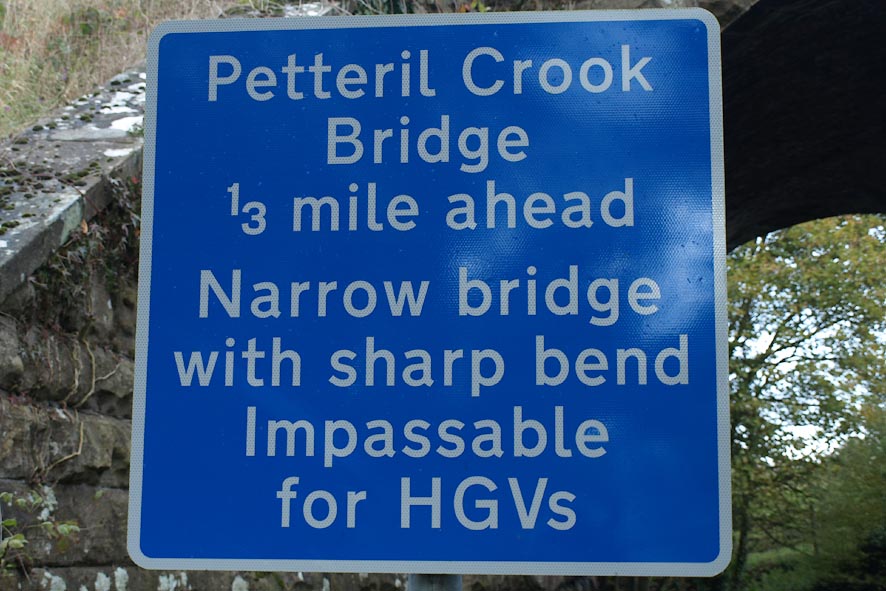 Petteril Crook
Bridge
1/3 mile ahead
Narrow bridge
with sharp bend
Impassable
for HGVs